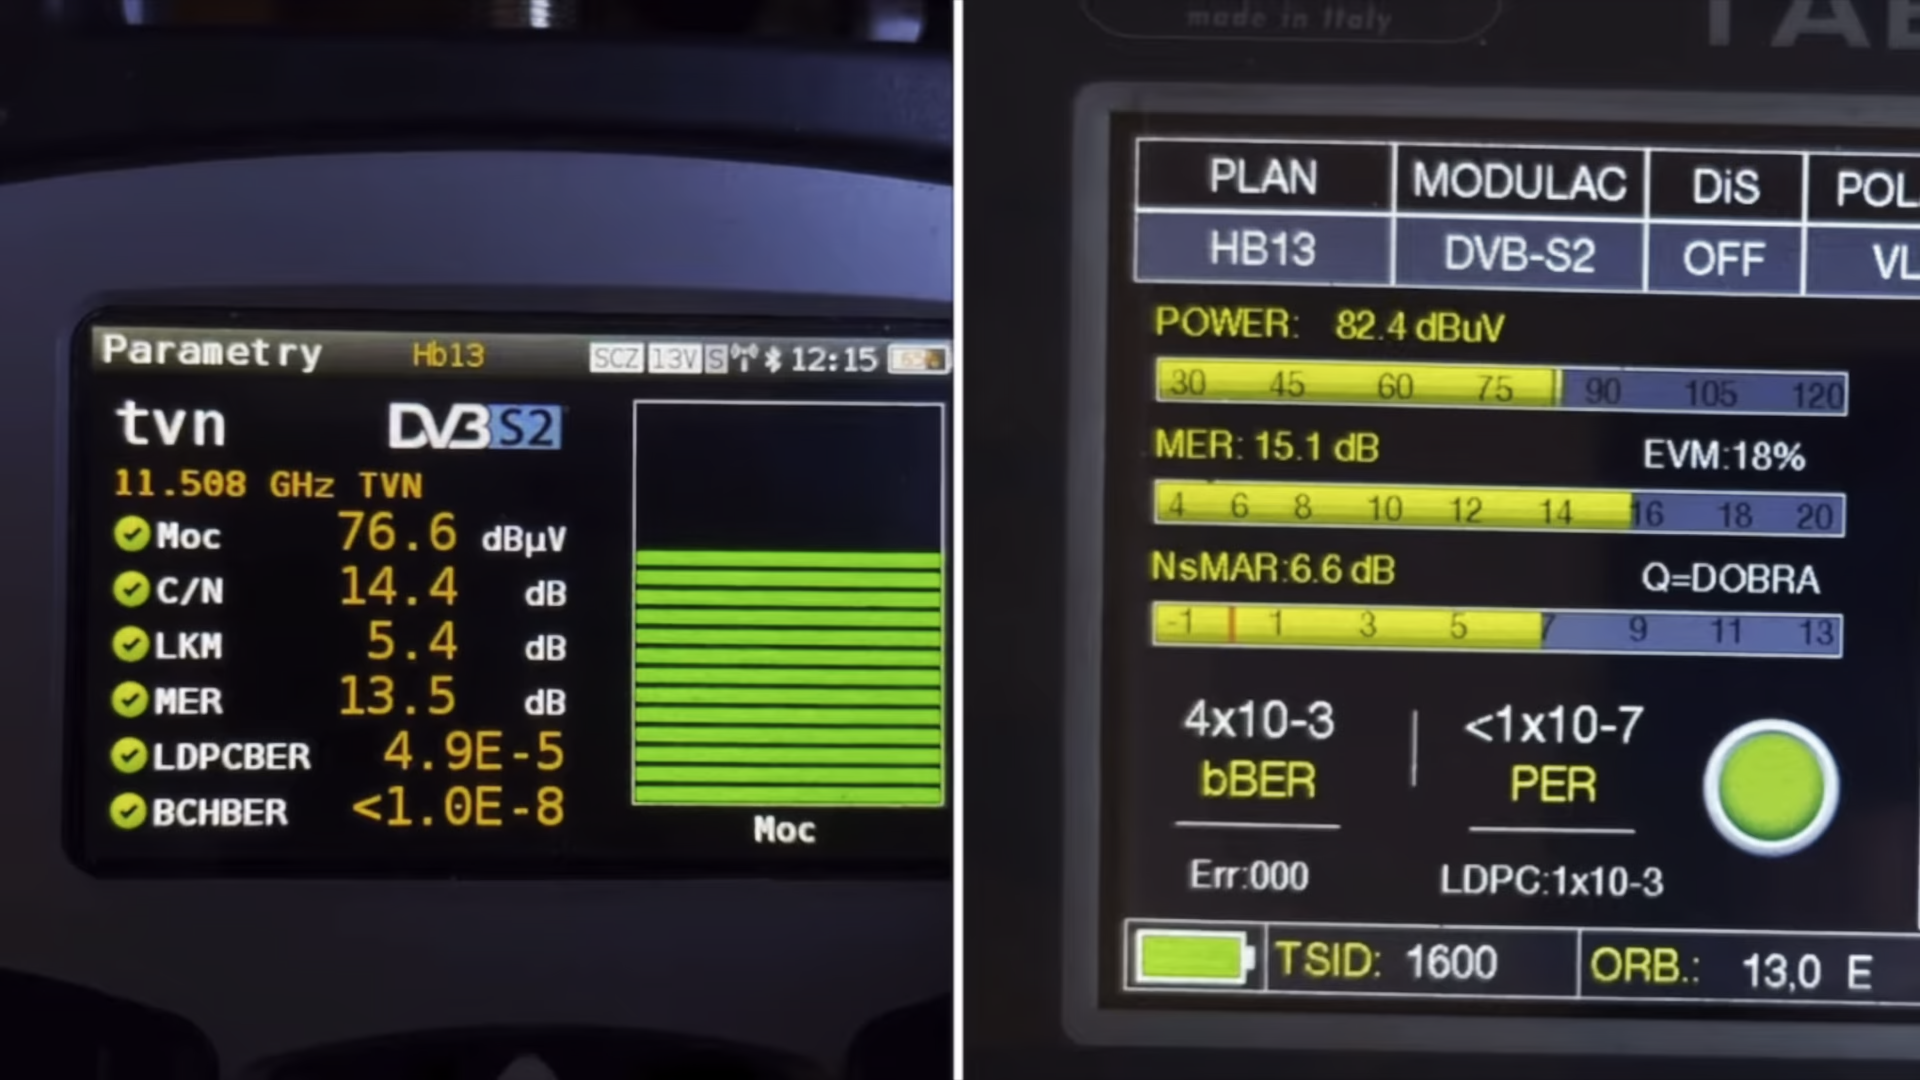 Parametry Hb13 SCZ 13V S 12:15
tvn DVB S2
11.508 GHz TVN
Moc 76.6 dBµV
C/N 14.4 dB
LKM 5.4 dB
MER 13.5 dB
LDPCBER 4.9E-5
BCHBER <1.0E-8
Moc
made in Italy
PLAN MODULAC DiS POL
HB13 DVB-S2 OFF VL
POWER: 82.4 dBuV
30 45 60 75 90 105 120
MER: 15.1 dB EVM:18%
4 6 8 10 12 14 16 18 20
NsMAR:6.6 dB Q=DOBRA
-1 1 3 5 7 9 11 13
4x10-3 <1x10-7
bBER PER
Err:000 LDPC:1x10-3
TSID: 1600 ORB.: 13,0 E